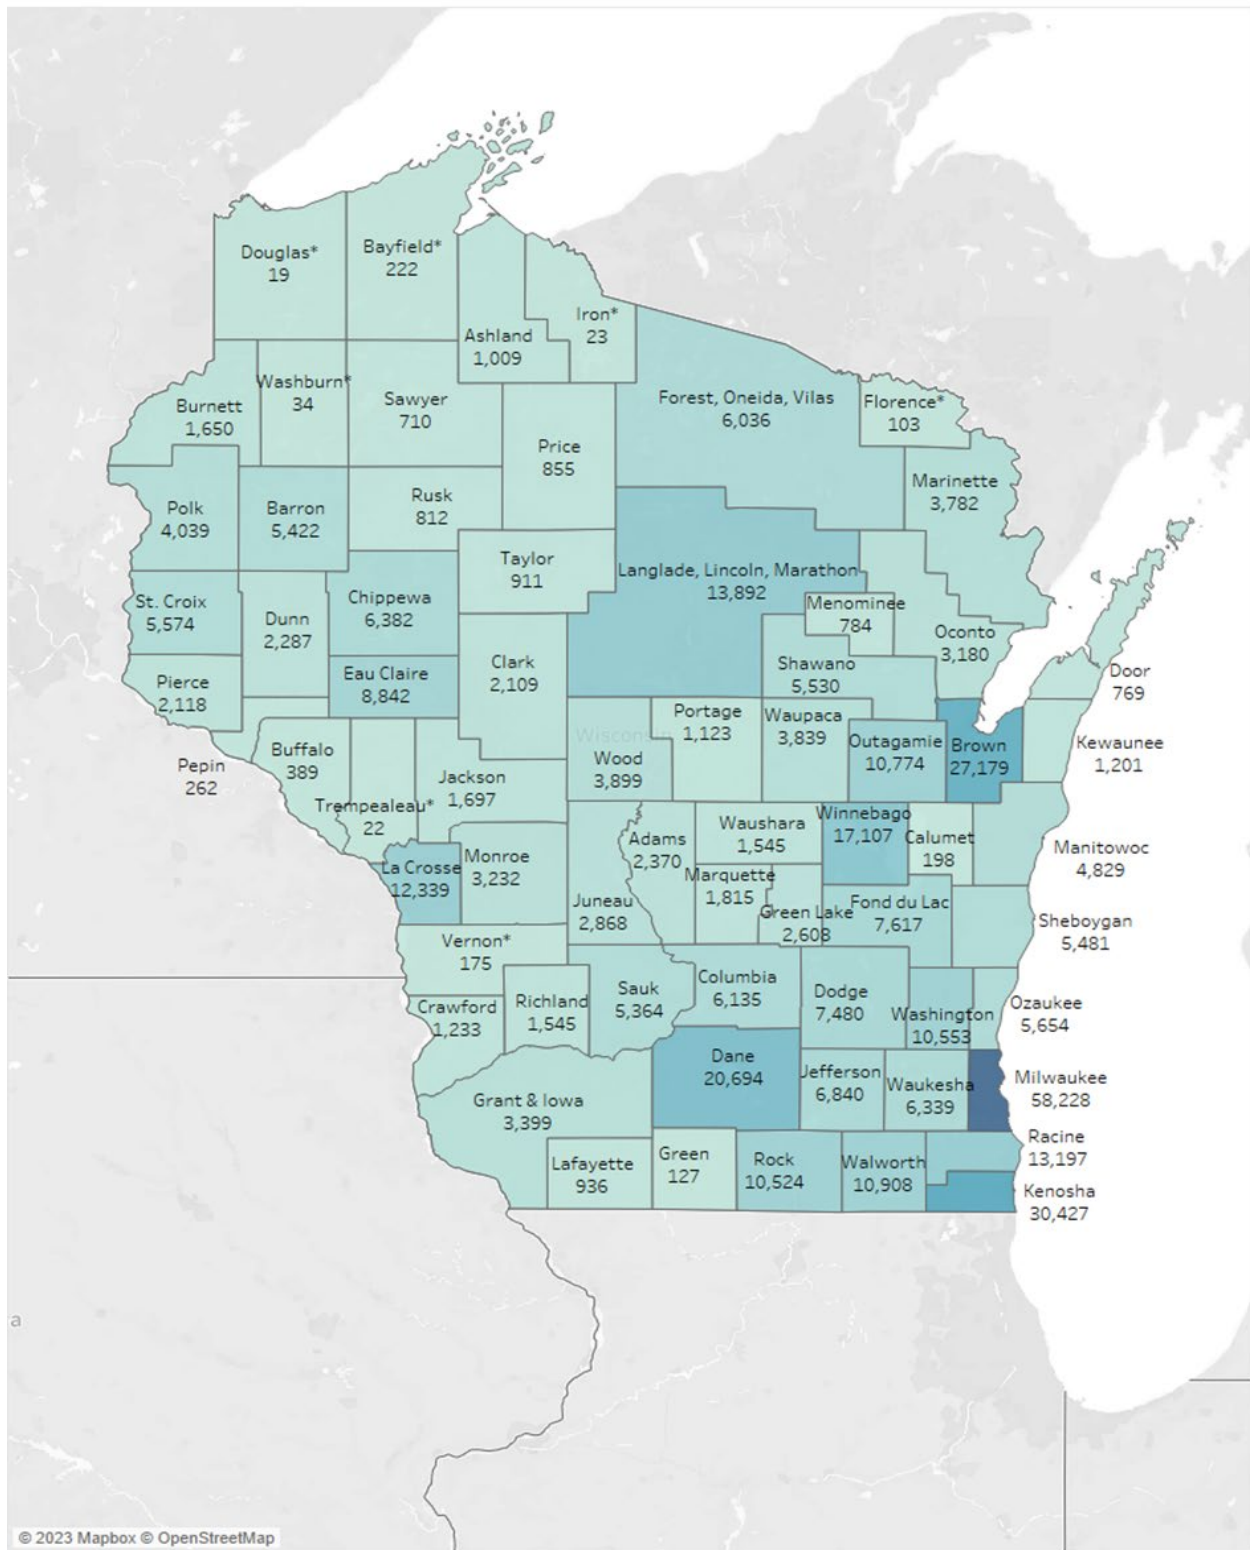 Douglas*
19
Bayfield*
222
Ashland
1,009
Iron*
23
Burnett
1,650
Washburn*
34
Sawyer
710
Price
855
Forest, Oneida, Vilas
6,036
Florence*
103
Marinette
3,782
Polk
4,039
Barron
5,422
Rusk
812
Taylor
911
Langlade, Lincoln, Marathon
13,892
Menominee
784
Oconto
3,180
St. Croix
5,574
Dunn
2,287
Chippewa
6,382
Eau Claire
8,842
Clark
2,109
Shawano
5,530
Door
769
Pierce
2,118
Pepin
262
Buffalo
389
Trempealeau*
22
Jackson
1,697
Wisconsin
Wood
3,899
Portage
1,123
Waupaca
3,839
Outagamie
10,774
Brown
27,179
Kewaunee
1,201
La Crosse
12,339
Monroe
3,232
Juneau
2,868
Adams
2,370
Waushara
1,545
Marquette
1,815
Green Lake
2,608
Winnebago
17,107
Calumet
198
Manitowoc
4,829
Fond du Lac
7,617
Sheboygan
5,481
Vernon*
175
Crawford
1,233
Richland
1,545
Sauk
5,364
Columbia
6,135
Dodge
7,480
Washington
10,553
Ozaukee
5,654
Grant & Iowa
3,399
Dane
20,694
Jefferson
6,840
Waukesha
6,339
Milwaukee
58,228
Lafayette
936
Green
127
Rock
10,524
Walworth
10,908
Racine
13,197
Kenosha
30,427
a
© 2023 Mapbox © OpenStreetMap